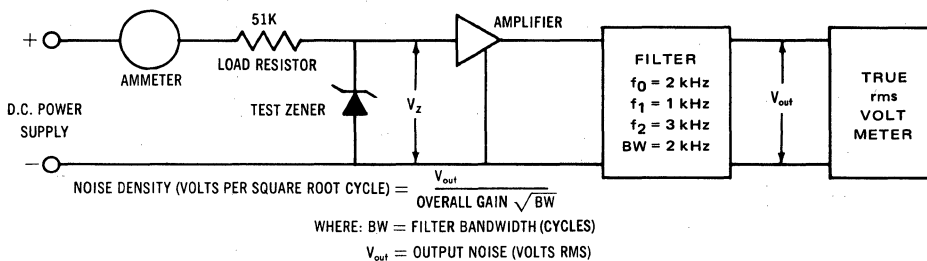 51K
AMPLIFIER
+
AMMETER
LOAD RESISTOR
FILTER
f0 = 2 kHz
f1 = 1 kHz
f2 = 3 kHz
BW = 2 kHz
TRUE
rms
VOLT
METER
D.C. POWER
SUPPLY
TEST ZENER
Vz
Vout
−
NOISE DENSITY (VOLTS PER SQUARE ROOT CYCLE) = Vout
OVERALL GAIN √BW
WHERE: BW = FILTER BANDWIDTH (CYCLES)
Vout = OUTPUT NOISE (VOLTS RMS)